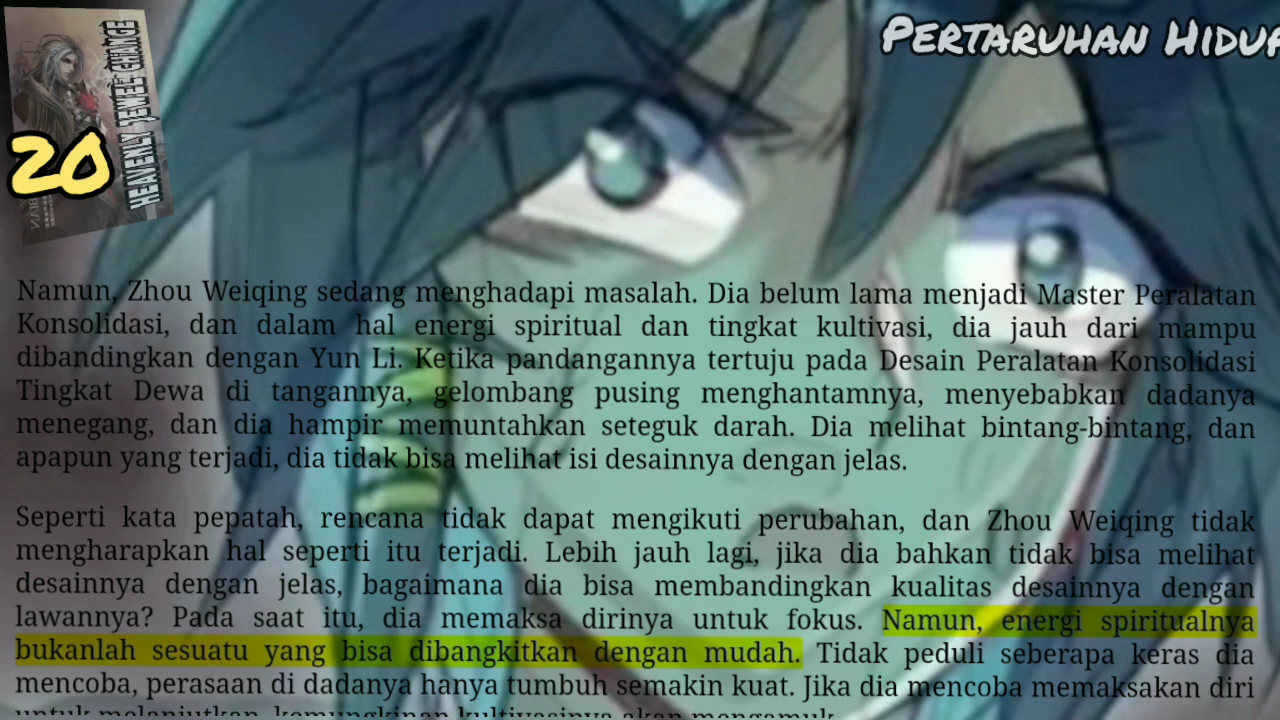 PERTARUHAN HIDUP
HEAVENLY JEWEL CHANGE
20
Namun, Zhou Weiqing sedang menghadapi masalah. Dia belum lama menjadi Master Peralatan
Konsolidasi, dan dalam hal energi spiritual dan tingkat kultivasi, dia jauh dari mampu
dibandingkan dengan Yun Li. Ketika pandangannya tertuju pada Desain Peralatan Konsolidasi
Tingkat Dewa di tangannya, gelombang pusing menghantamnya, menyebabkan dadanya
menegang, dan dia hampir memuntahkan seteguk darah. Dia melihat bintang-bintang, dan
apapun yang terjadi, dia tidak bisa melihat isi desainnya dengan jelas.
Seperti kata pepatah, rencana tidak dapat mengikuti perubahan, dan Zhou Weiqing tidak
mengharapkan hal seperti itu terjadi. Lebih jauh lagi, jika dia bahkan tidak bisa melihat
desainnya dengan jelas, bagaimana dia bisa membandingkan kualitas desainnya dengan
lawannya? Pada saat itu, dia memaksa dirinya untuk fokus. Namun, energi spiritualnya
bukanlah sesuatu yang bisa dibangkitkan dengan mudah. Tidak peduli seberapa keras dia
mencoba, perasaan di dadanya hanya tumbuh semakin kuat. Jika dia mencoba memaksakan diri
untuk melanjutkan, kemungkinan kultivasinya akan mengamuk.